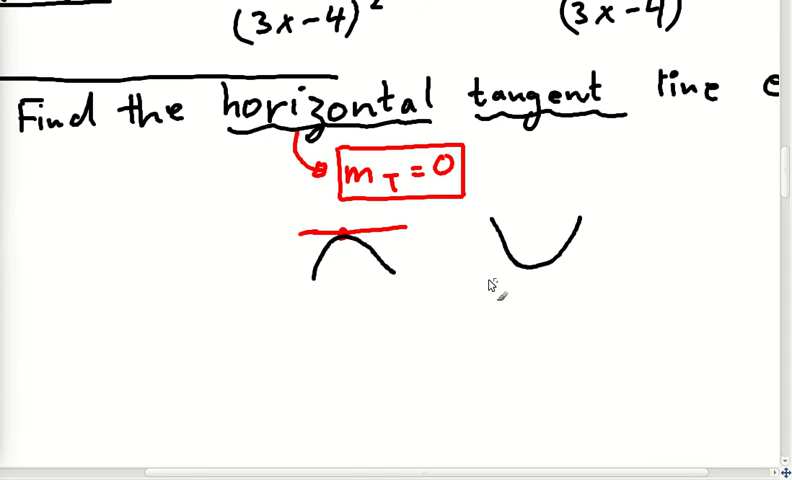 (3x-4)² (3x-4)
Find the horizontal tangent line
m_T = 0